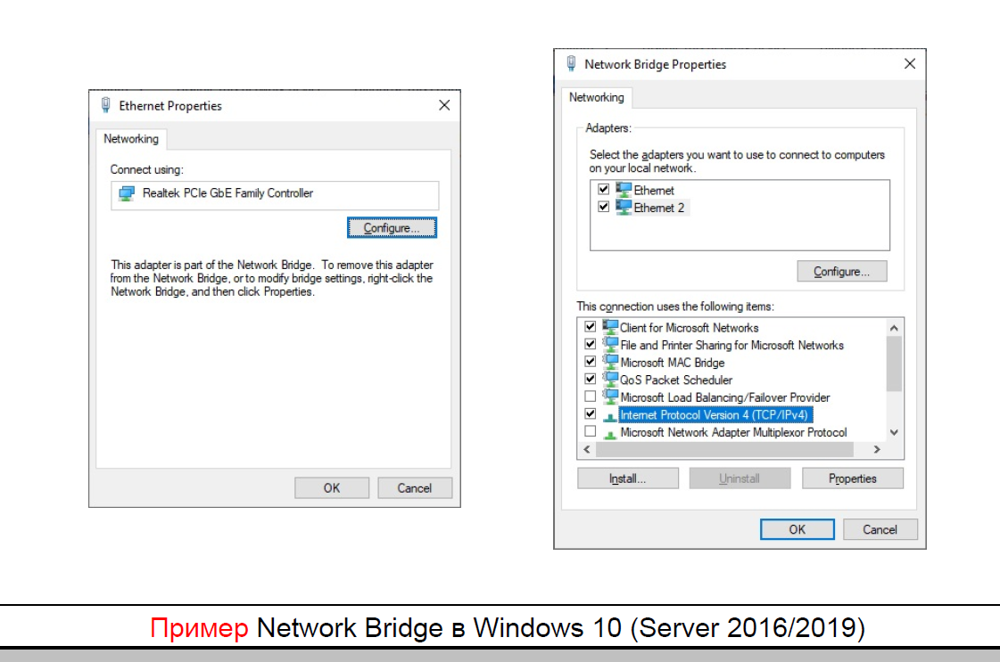 Ethernet Properties
Networking
Connect using:
Realtek PCIe GbE Family Controller
Configure...
This adapter is part of the Network Bridge. To remove this adapter
from the Network Bridge, or to modify bridge settings, right-click the
Network Bridge, and then click Properties.
OK
Cancel
Network Bridge Properties
Networking
Adapters:
Select the adapters you want to use to connect to computers
on your local network.
Ethernet
Ethernet 2
Configure...
This connection uses the following items:
Client for Microsoft Networks
File and Printer Sharing for Microsoft Networks
Microsoft MAC Bridge
QoS Packet Scheduler
Microsoft Load Balancing/Failover Provider
Internet Protocol Version 4 (TCP/IPv4)
Microsoft Network Adapter Multiplexor Protocol
Install...
Uninstall
Properties
OK
Cancel
Пример Network Bridge в Windows 10 (Server 2016/2019)